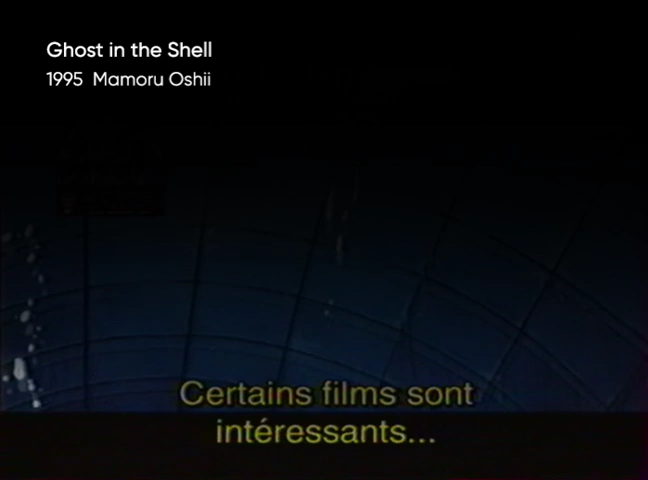 Ghost in the Shell
1995 Mamoru Oshii
Certains films sont
intéressants...